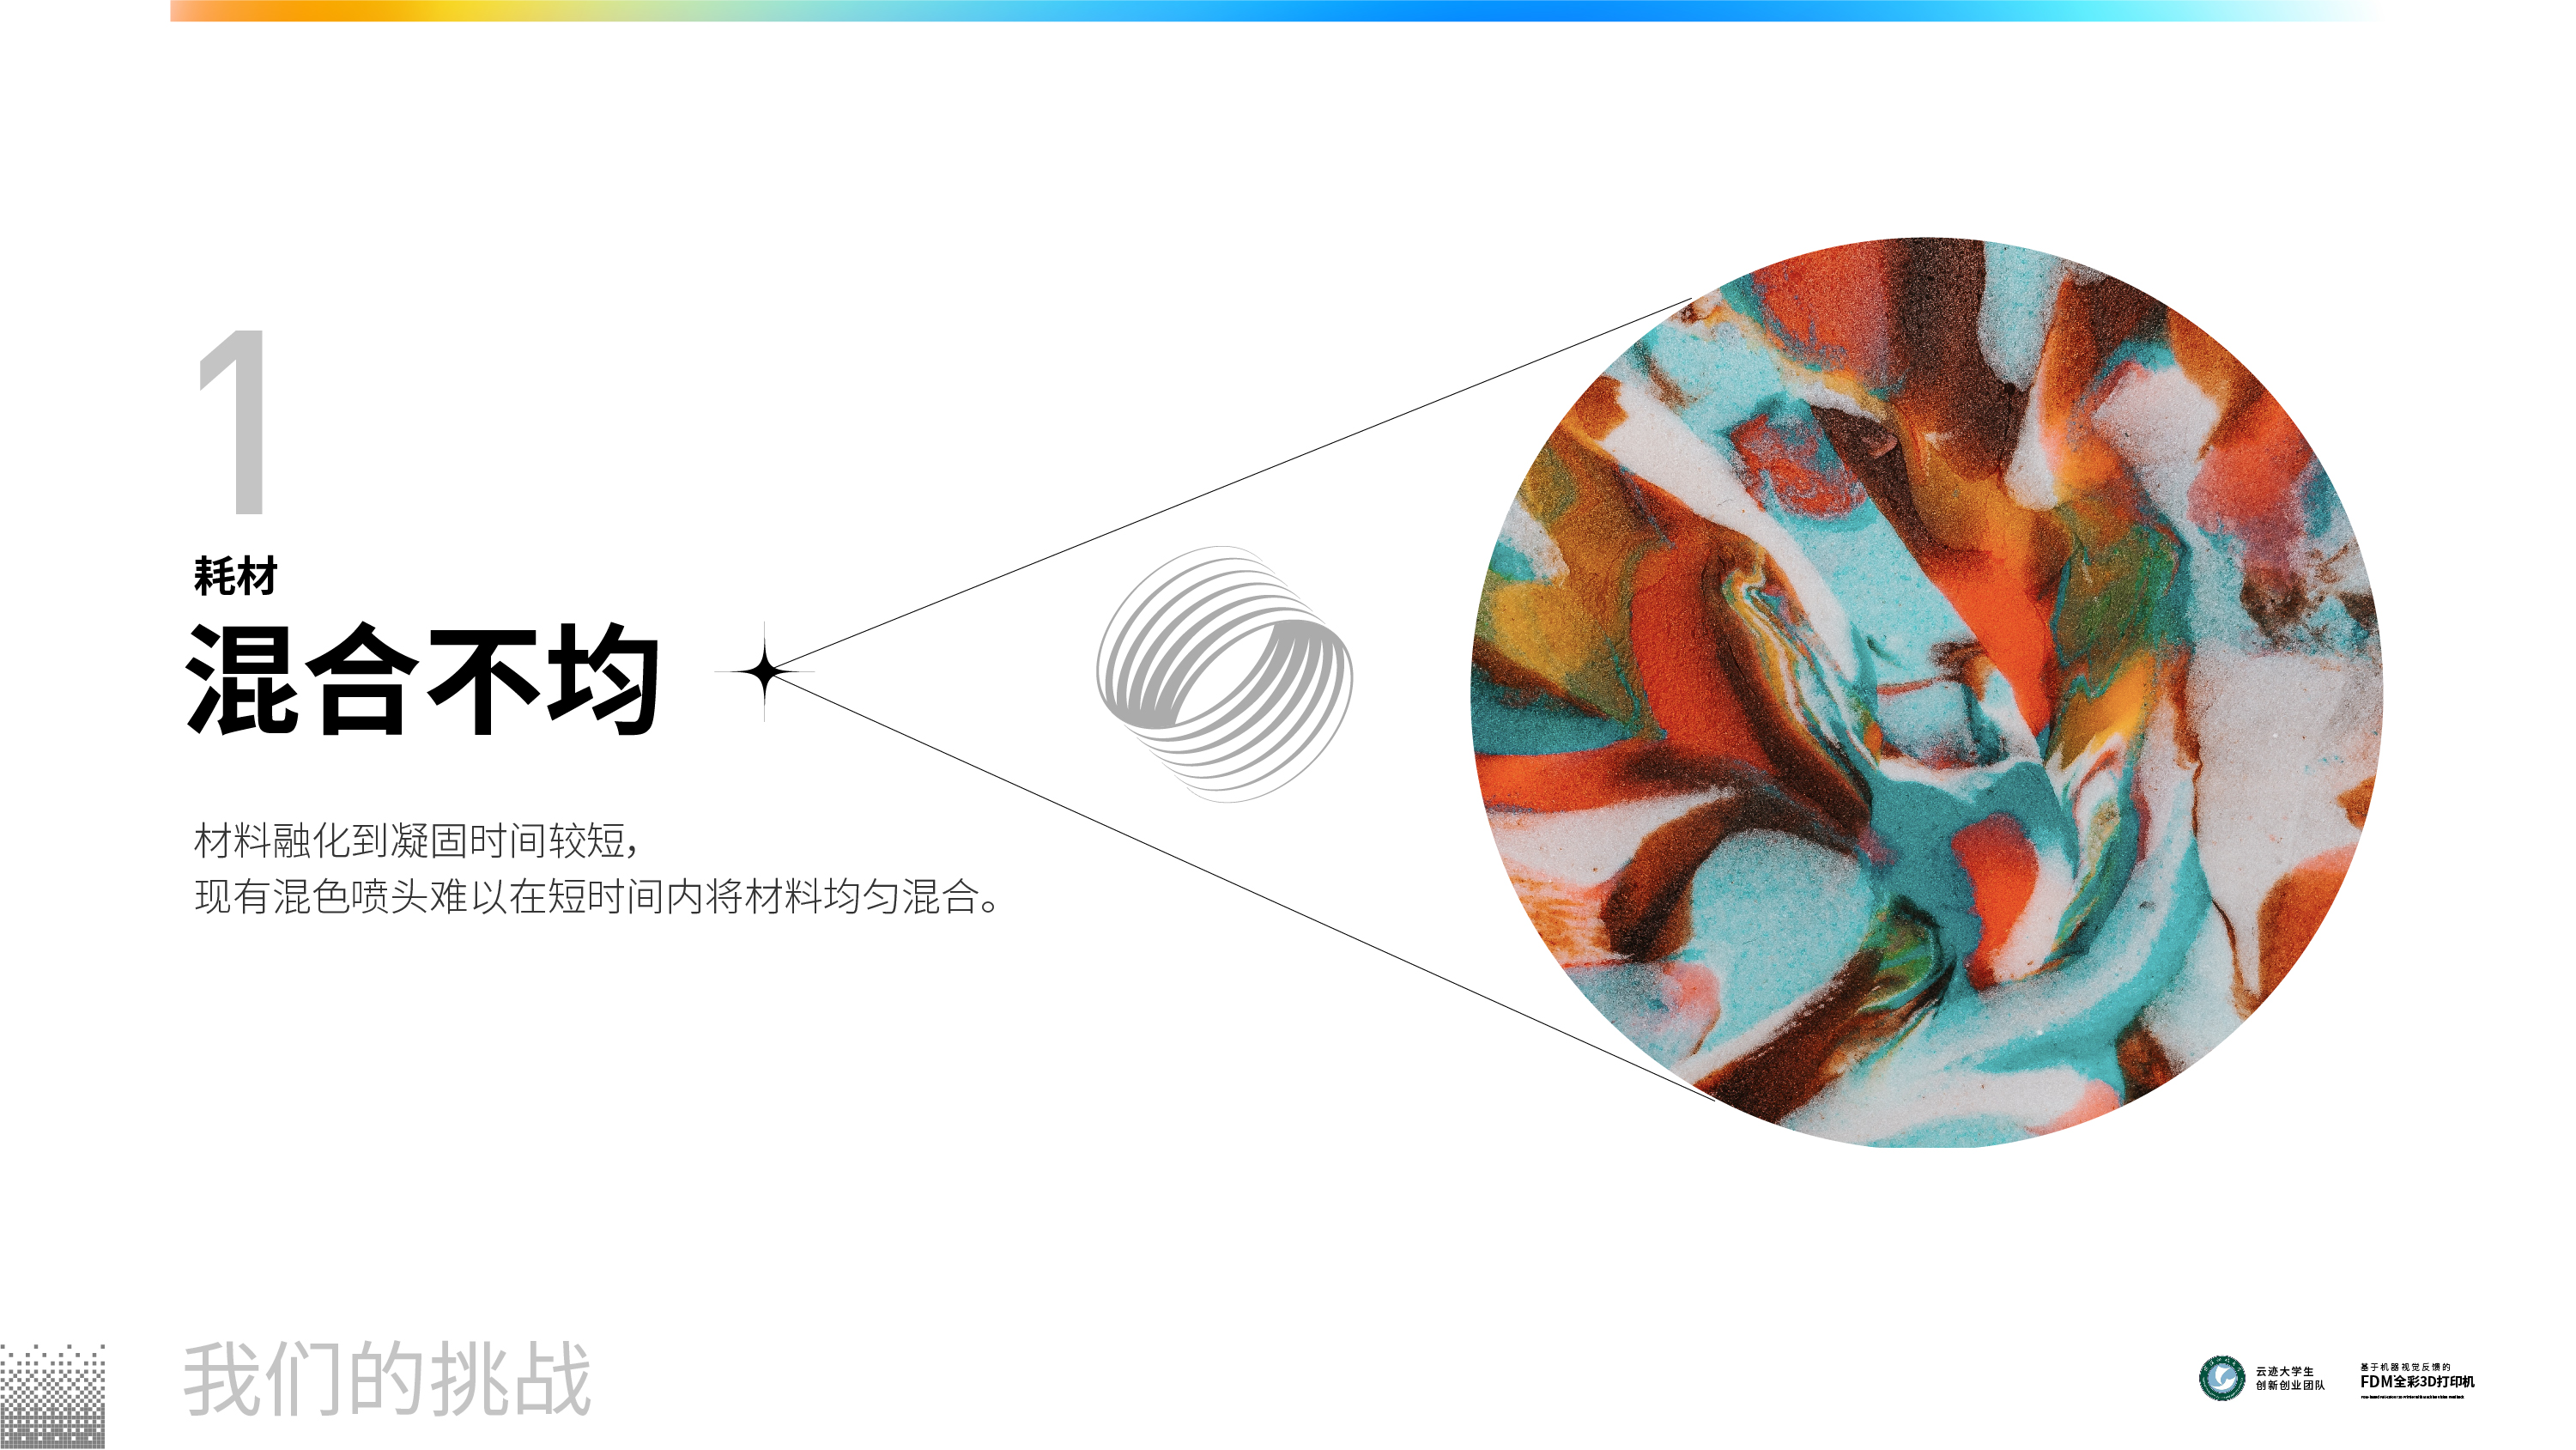 1
耗材
混合不均
材料融化到凝固时间较短，
现有混色喷头难以在短时间内将材料均匀混合。
我们的挑战
云迹大学生
创新创业团队
基于机器视觉反馈的
FDM全彩3D打印机